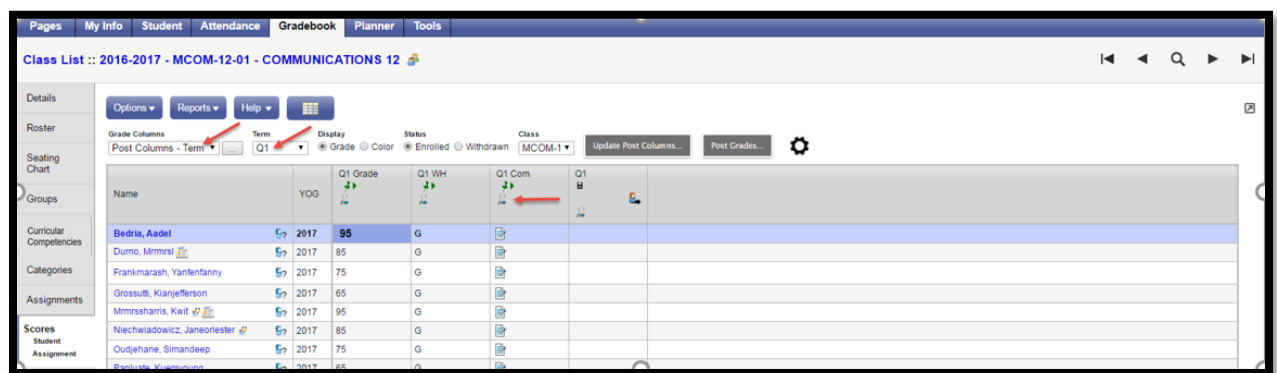 Pages My Info Student Attendance Gradebook Planner Tools
Class List :: 2016-2017 - MCOM-12-01 - COMMUNICATIONS 12
Details
Roster
Seating
Chart
Groups
Curricular
Competencies
Categories
Assignments
Scores
Student
Assignment
Options Reports Help
Grade Columns Term Display Status Class
Post Columns - Term ... Q1 Grade Color Enrolled Withdrawn MCOM-1 Update Post Columns... Post Grades...
Name YOG Q1 Grade Q1 WH Q1 Com Q1
Bedria, Aadel 2017 95 G
Durno, Mrmrsl 2017 85 G
Frankmarash, Yanfenfanny 2017 75 G
Grossutti, Kianjefferson 2017 65 G
Mrmrssharris, Kwit 2017 95 G
Niechwiadowicz, Janeorlester 2017 85 G
Oudjehane, Simandeep 2017 75 G
2017 65 G